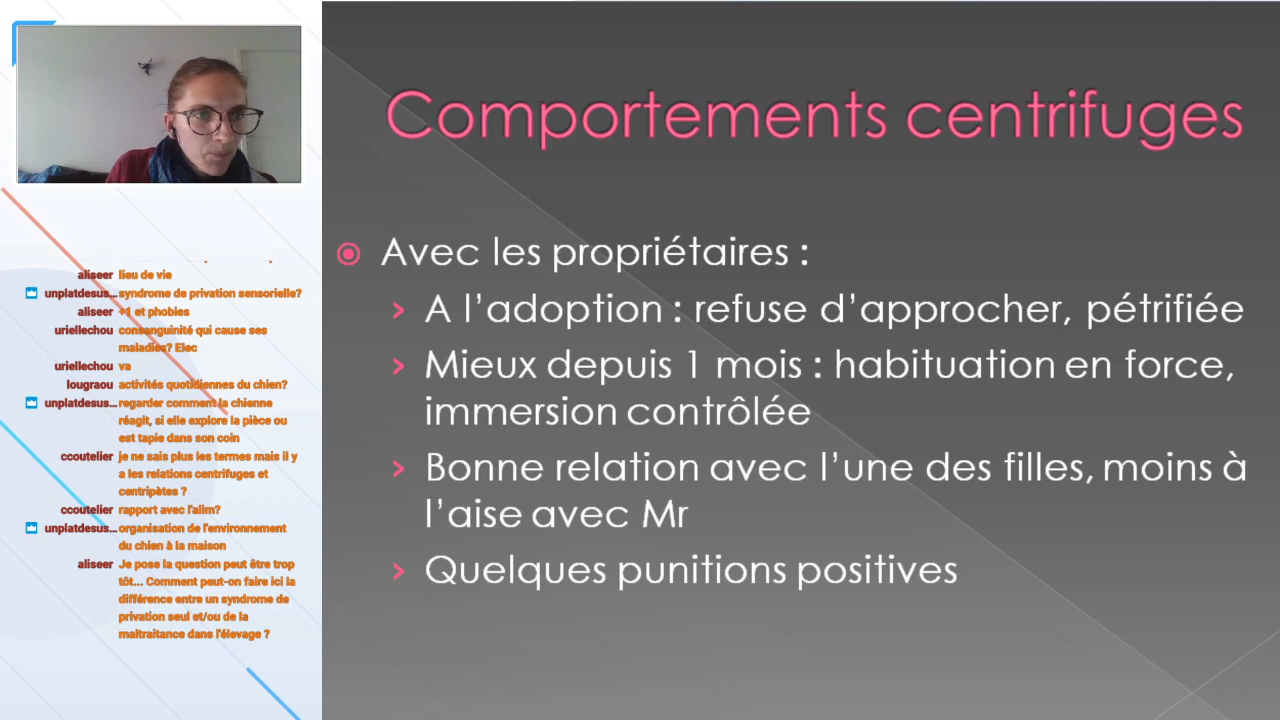 Comportements centrifuges
Avec les propriétaires :
A l'adoption : refuse d'approcher, pétrifiée
Mieux depuis 1 mois : habituation en force,
immersion contrôlée
Bonne relation avec l'une des filles, moins à
l'aise avec Mr
Quelques punitions positives
aliseer lieu de vie
unplatdesus... syndrome de privation sensorielle?
aliseer +1 et phobies
uriellechou consanguinité qui cause ses
maladies? Elec
uriellechou va
lougraou activités quotidiennes du chien?
unplatdesus... regarder comment la chienne
réagit, si elle explore la pièce ou
est tapie dans son coin
ccoutelier je ne sais plus les termes mais il y
a les relations centrifuges et
centripètes ?
ccoutelier rapport avec l'alim?
unplatdesus... organisation de l'environnement
du chien à la maison
aliseer Je pose la question peut être trop
tôt... Comment peut-on faire ici la
différence entre un syndrome de
privation seul et/ou de la
maltraitance dans l'élevage ?